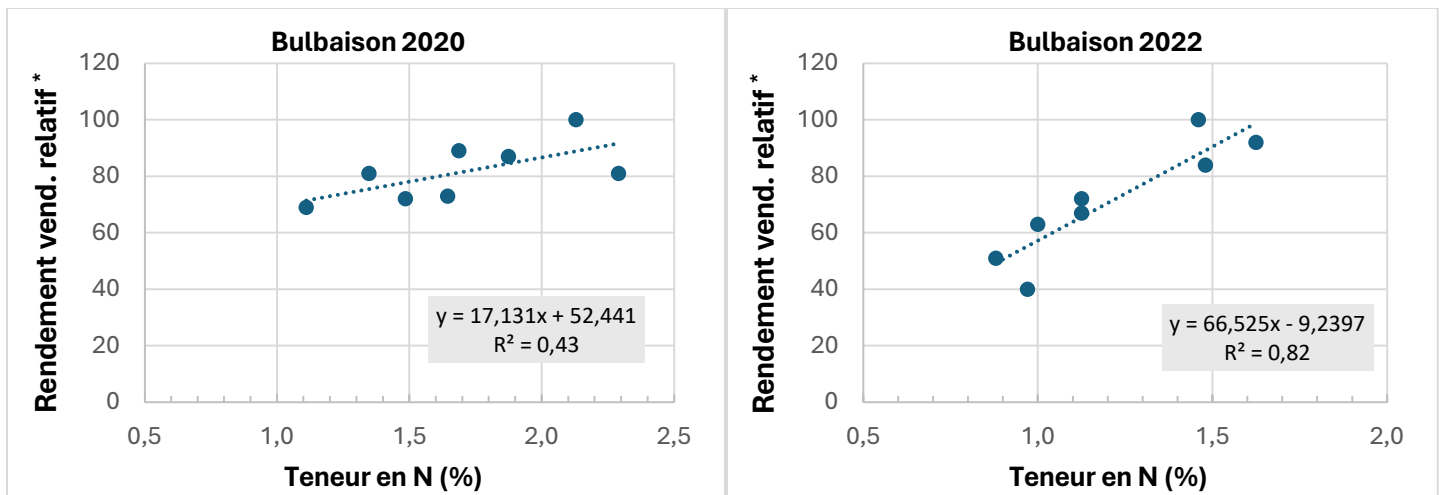 Bulbaison 2020
Rendement vend. relatif *
120
100
80
60
40
20
0
y = 17,131x + 52,441
R² = 0,43
0,5 1,0 1,5 2,0 2,5
Teneur en N (%)
Bulbaison 2022
Rendement vend. relatif *
120
100
80
60
40
20
0
y = 66,525x - 9,2397
R² = 0,82
0,5 1,0 1,5 2,0
Teneur en N (%)